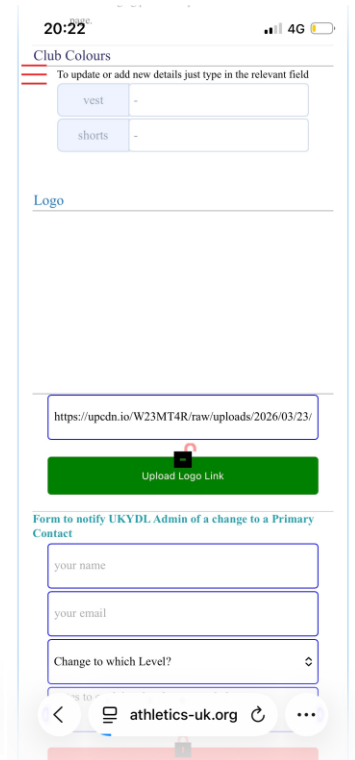 page.
20:22
4G
Club Colours
To update or add new details just type in the relevant field
vest -
shorts -
Logo
https://upcdn.io/W23MT4R/raw/uploads/2026/03/23/
Upload Logo Link
Form to notify UKYDL Admin of a change to a Primary
Contact
your name
your email
Change to which Level?
athletics-uk.org